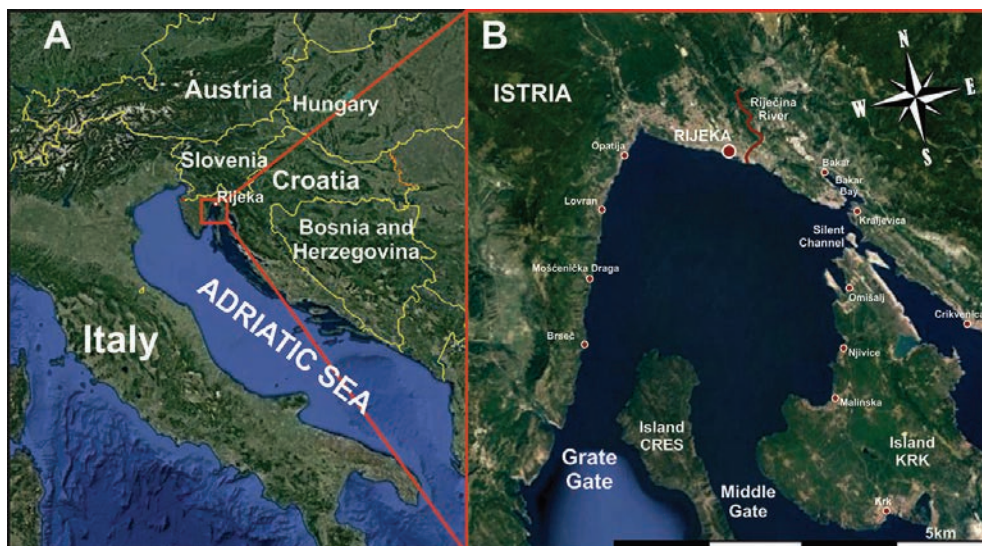 A
Austria
Hungary
Slovenia
Croatia
Rijeka
Bosnia and
Herzegovina
ADRIATIC SEA
Italy
B
N
E
W
S
ISTRIA
Riječina
River
RIJEKA
Opatija
Bakar
Bakar
Bay
Lovran
Kraljevica
Silent
Channel
Mošćenička Draga
Omišalj
Crikvenica
Brseč
Njivice
Malinska
Island
CRES
Island
KRK
Grate
Gate
Middle
Gate
Krk
5km